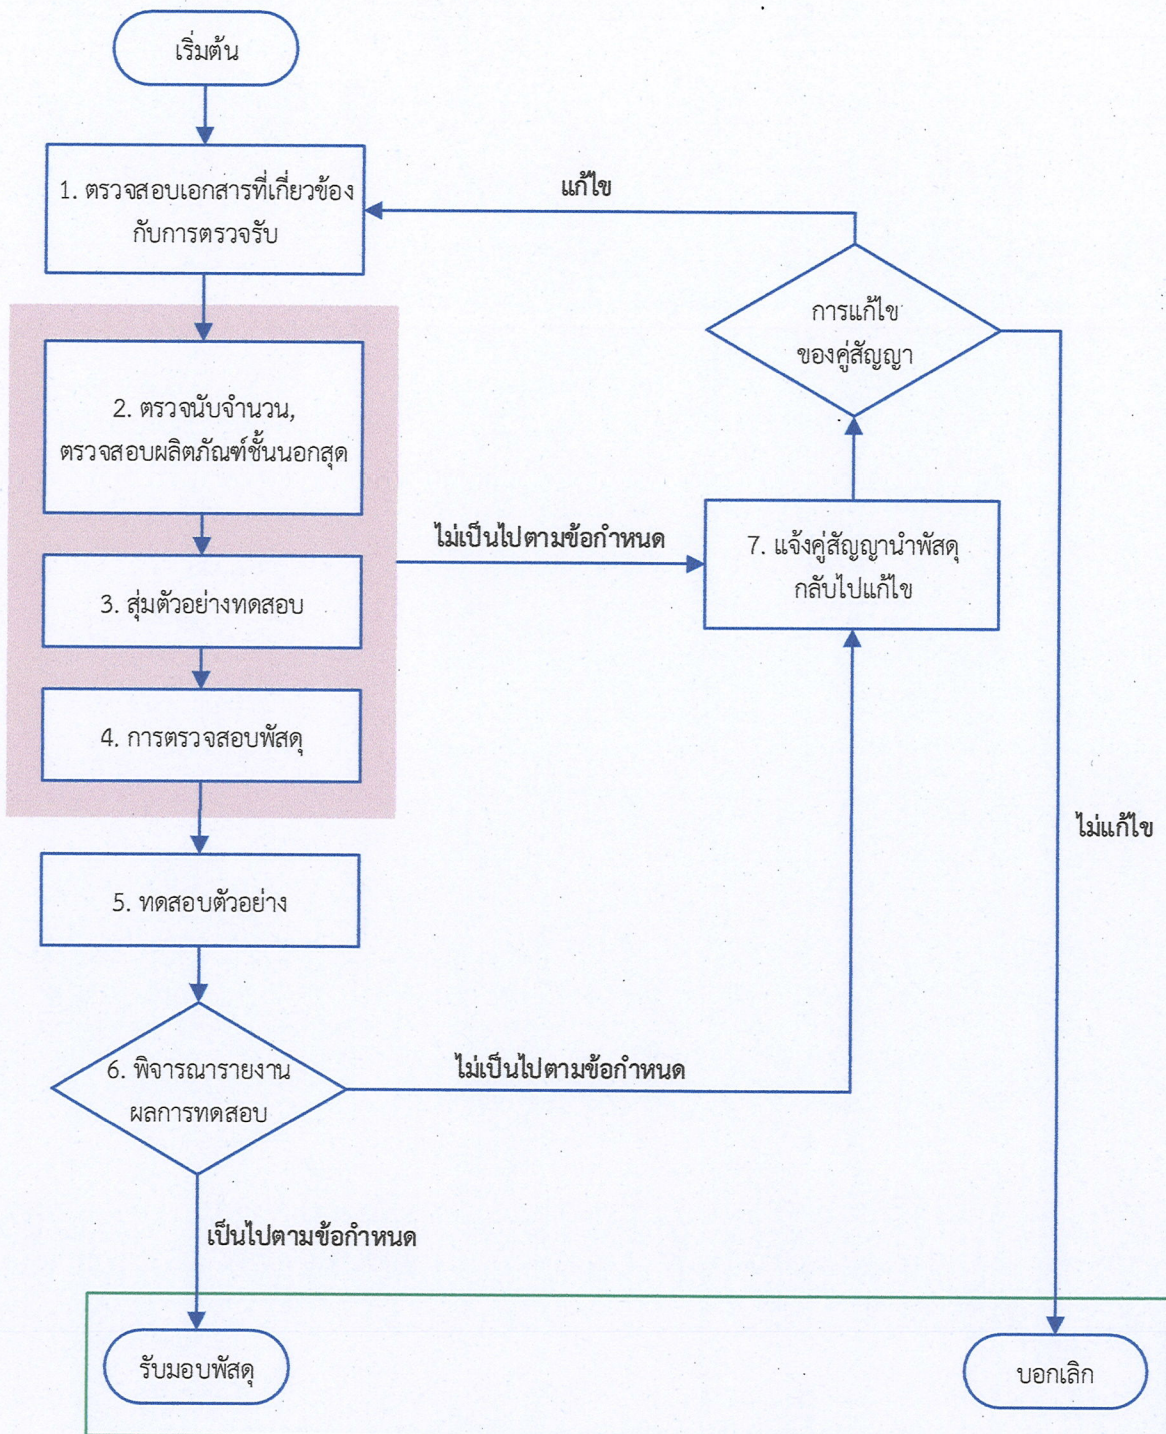 เริ่มต้น
1. ตรวจสอบเอกสารที่เกี่ยวข้อง
กับการตรวจรับ
แก้ไข
การแก้ไข
ของคู่สัญญา
2. ตรวจนับจำนวน,
ตรวจสอบผลิตภัณฑ์ชั้นนอกสุด
ไม่เป็นไปตามข้อกำหนด
7. แจ้งคู่สัญญานำพัสดุ
กลับไปแก้ไข
3. สุ่มตัวอย่างทดสอบ
4. การตรวจสอบพัสดุ
ไม่แก้ไข
5. ทดสอบตัวอย่าง
6. พิจารณารายงาน
ผลการทดสอบ
ไม่เป็นไปตามข้อกำหนด
เป็นไปตามข้อกำหนด
รับมอบพัสดุ
บอกเลิก